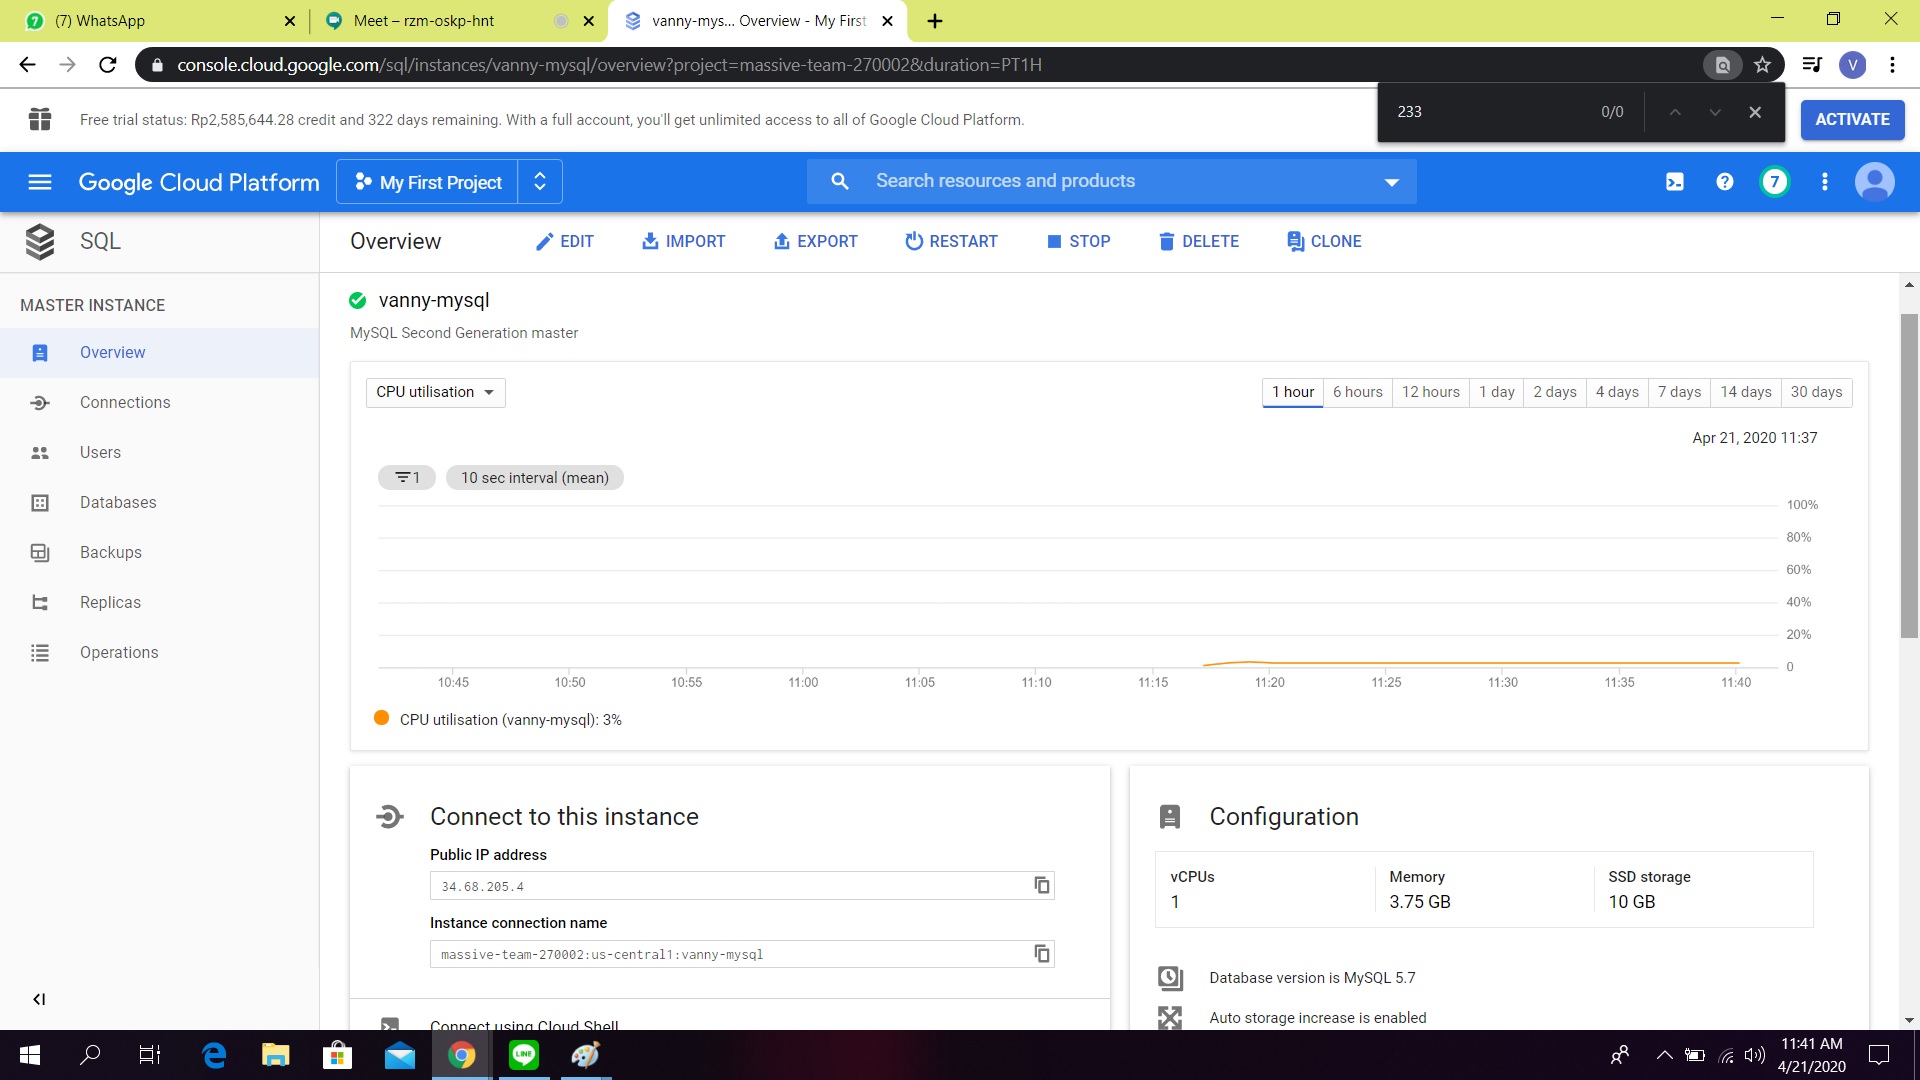 7 (7) WhatsApp
Meet – rzm-oskp-hnt
vanny-mys... Overview - My First
console.cloud.google.com/sql/instances/vanny-mysql/overview?project=massive-team-270002&duration=PT1H
V
233 0/0
Free trial status: Rp2,585,644.28 credit and 322 days remaining. With a full account, you'll get unlimited access to all of Google Cloud Platform.
ACTIVATE
Google Cloud Platform
My First Project
Search resources and products
7
SQL
Overview
EDIT
IMPORT
EXPORT
RESTART
STOP
DELETE
CLONE
MASTER INSTANCE
Overview
Connections
Users
Databases
Backups
Replicas
Operations
vanny-mysql
MySQL Second Generation master
CPU utilisation
1 hour
6 hours
12 hours
1 day
2 days
4 days
7 days
14 days
30 days
Apr 21, 2020 11:37
1
10 sec interval (mean)
100%
80%
60%
40%
20%
0
10:45
10:50
10:55
11:00
11:05
11:10
11:15
11:20
11:25
11:30
11:35
11:40
CPU utilisation (vanny-mysql): 3%
Connect to this instance
Public IP address
34.68.205.4
Instance connection name
massive-team-270002:us-central1:vanny-mysql
Connect using Cloud Shell
Configuration
vCPUs
1
Memory
3.75 GB
SSD storage
10 GB
Database version is MySQL 5.7
Auto storage increase is enabled
LINE
11:41 AM
4/21/2020